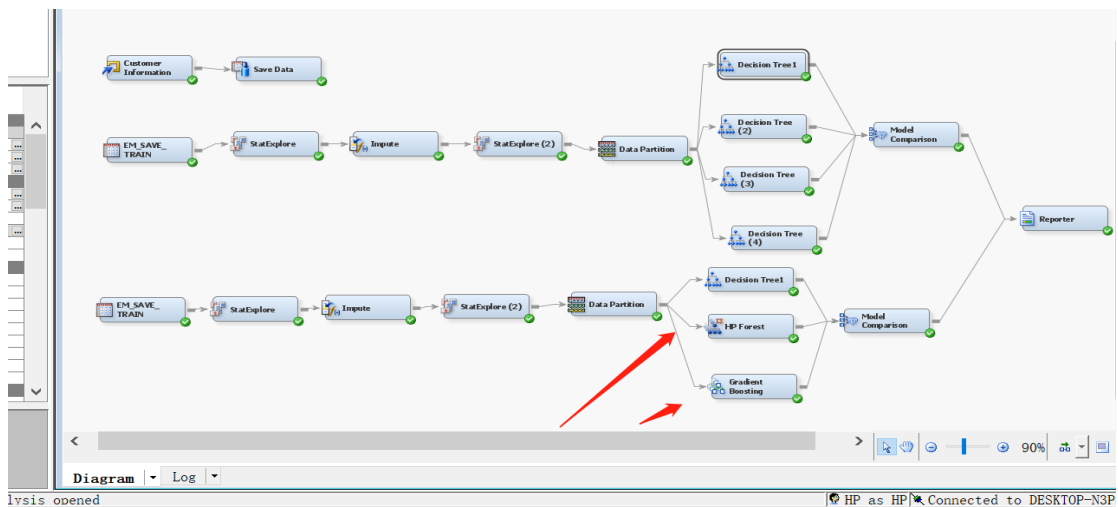 Customer
Information
Save Data
Decision Tree1
Decision Tree
(2)
Model
Comparison
EM_SAVE_
TRAIN
StatExplore
Impute
StatExplore (2)
Data Partition
Decision Tree
(3)
Reporter
Decision Tree
(4)
Decision Tree1
EM_SAVE_
TRAIN
StatExplore
Impute
StatExplore (2)
Data Partition
HP Forest
Model
Comparison
Gradient
Boosting
90%
Diagram Log
lysis opened
HP as HP Connected to DESKTOP-N3P